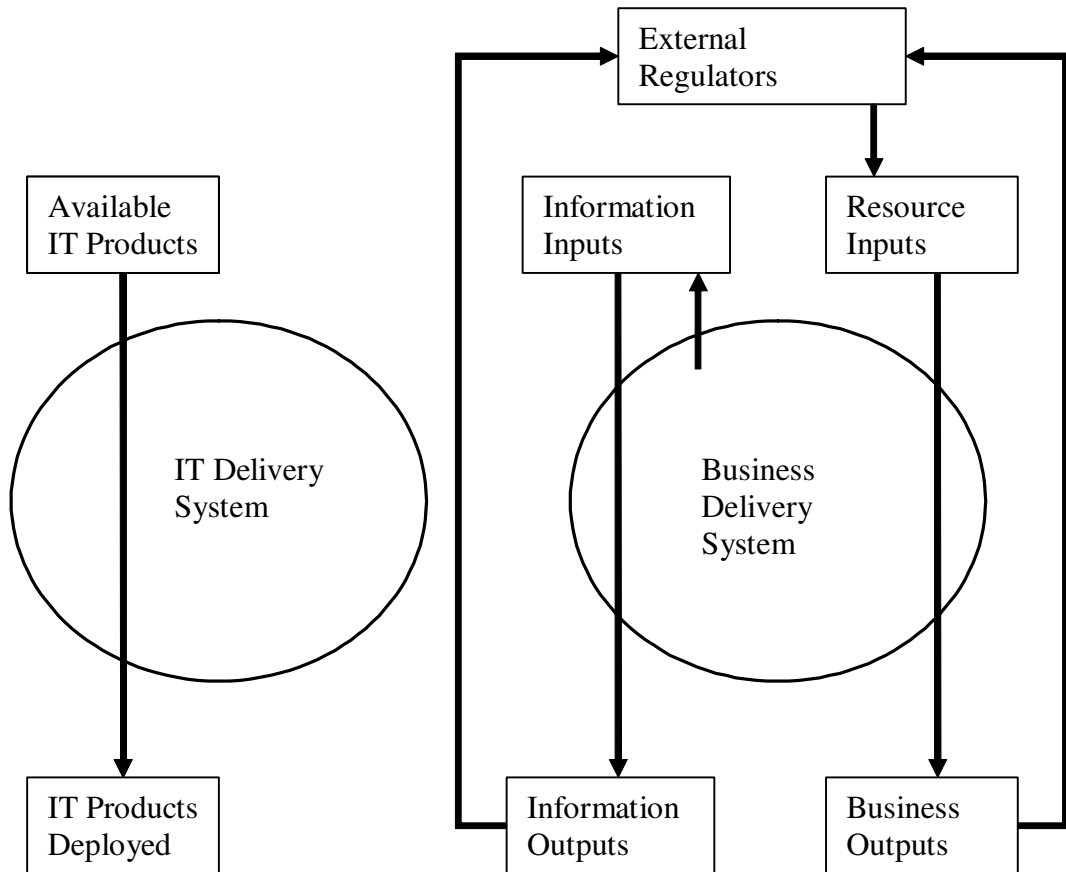 External
Regulators
Available
IT Products
Information
Inputs
Resource
Inputs
IT Delivery
System
Business
Delivery
System
IT Products
Deployed
Information
Outputs
Business
Outputs